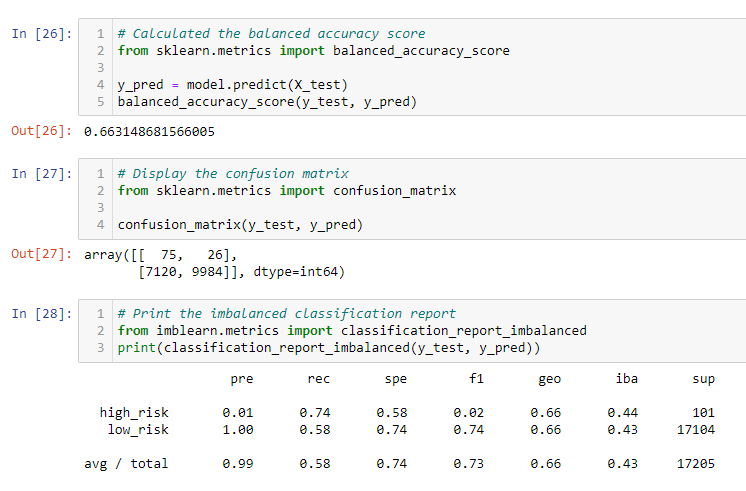 In [26]:
1 # Calculated the balanced accuracy score
2 from sklearn.metrics import balanced_accuracy_score
3
4 y_pred = model.predict(X_test)
5 balanced_accuracy_score(y_test, y_pred)
Out[26]: 0.663148681566005
In [27]:
1 # Display the confusion matrix
2 from sklearn.metrics import confusion_matrix
3
4 confusion_matrix(y_test, y_pred)
Out[27]: array([[  75,   26],
       [7120, 9984]], dtype=int64)
In [28]:
1 # Print the imbalanced classification report
2 from imblearn.metrics import classification_report_imbalanced
3 print(classification_report_imbalanced(y_test, y_pred))
pre rec spe f1 geo iba sup
high_risk 0.01 0.74 0.58 0.02 0.66 0.44 101
low_risk 1.00 0.58 0.74 0.74 0.66 0.43 17104
avg / total 0.99 0.58 0.74 0.73 0.66 0.43 17205